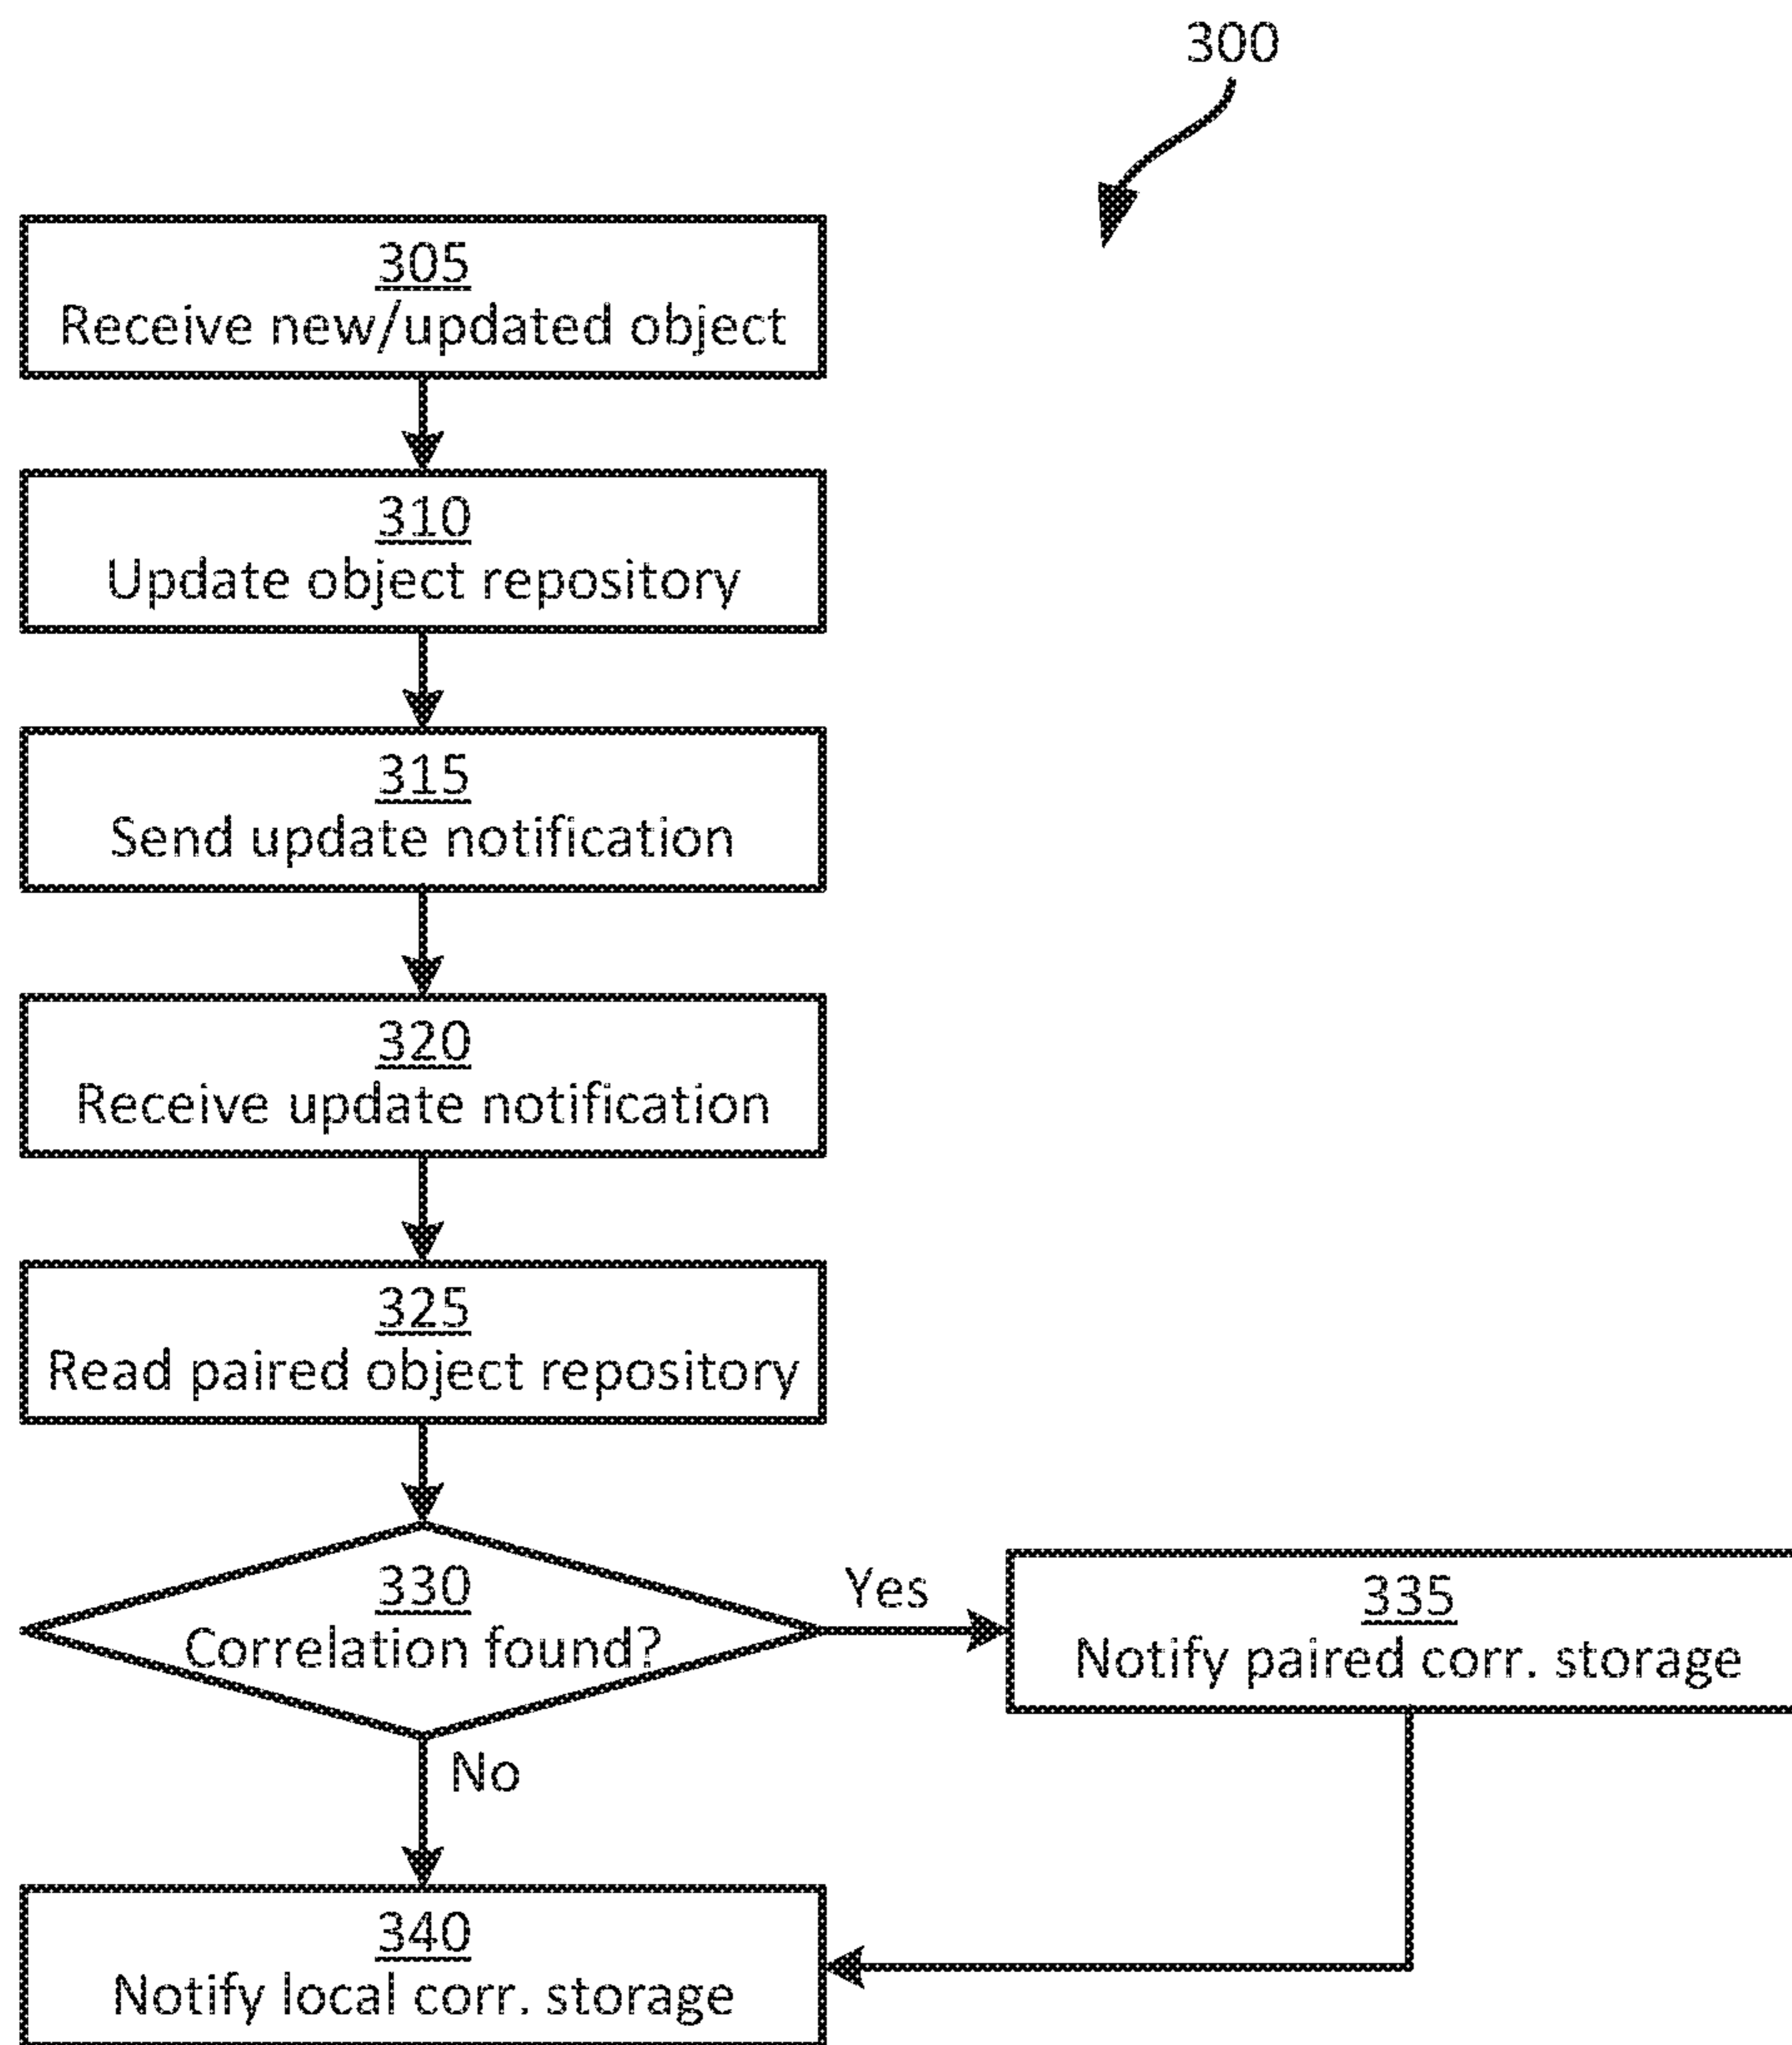 300
305
Receive new/updated object
310
Update object repository
315
Send update notification
320
Receive update notification
325
Read paired object repository
330
Correlation found?
Yes
335
Notify paired corr. storage
No
340
Notify local corr. storage